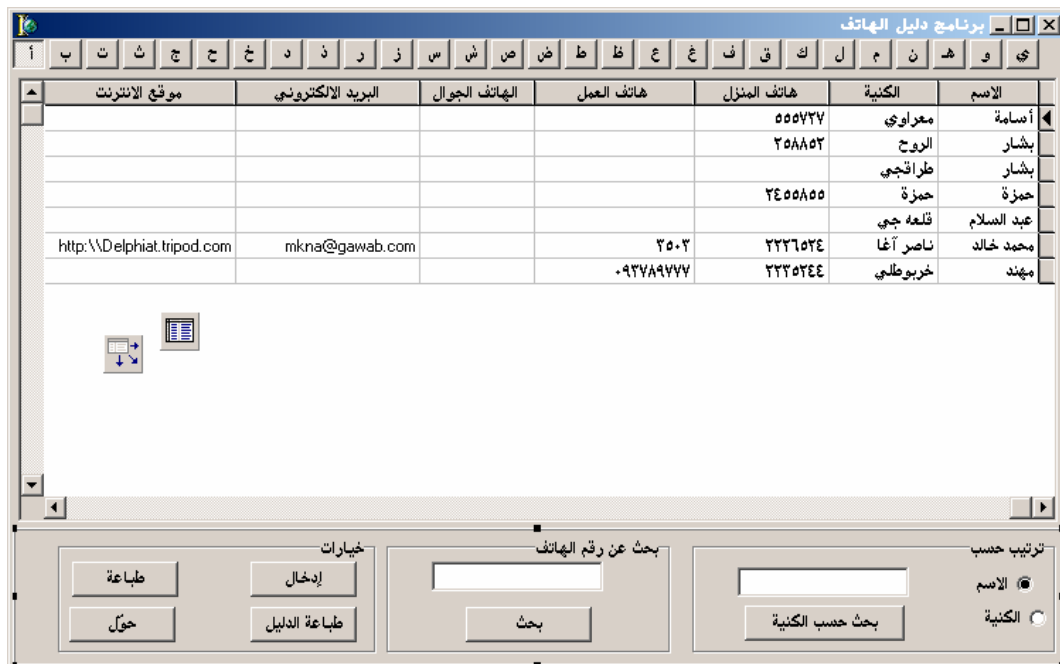 برنامج دليل الهاتف
ي و هـ ن م ل ك ق ف غ ع ظ ط ض ص ش س ز ر ذ د خ ح ج ث ت ب أ
الاسم الكنية هاتف المنزل هاتف العمل الهاتف الجوال البريد الالكتروني موقع الانترنت
أسامة معراوي ٥٥٥٧٢٧
بشار الروح ٢٥٨٨٥٢
بشار طراقجي
حمزة حمزة ٢٤٥٥٨٥٥
عبد السلام قلعه جي
محمد خالد ناصر آغا ٢٢٢٦٥٢٤ ٢٥٠٣ mkna@gawab.com http:\\Delphiat.tripod.com
مهند خربوطلي ٢٢٣٥٢٤٤ ٠٩٣٧٨٩٧٧٧
ترتيب حسب
الاسم
الكنية
بحث حسب الكنية
بحث عن رقم الهاتف
بحث
خيارات
إدخال طباعة
طباعة الدليل حوّل